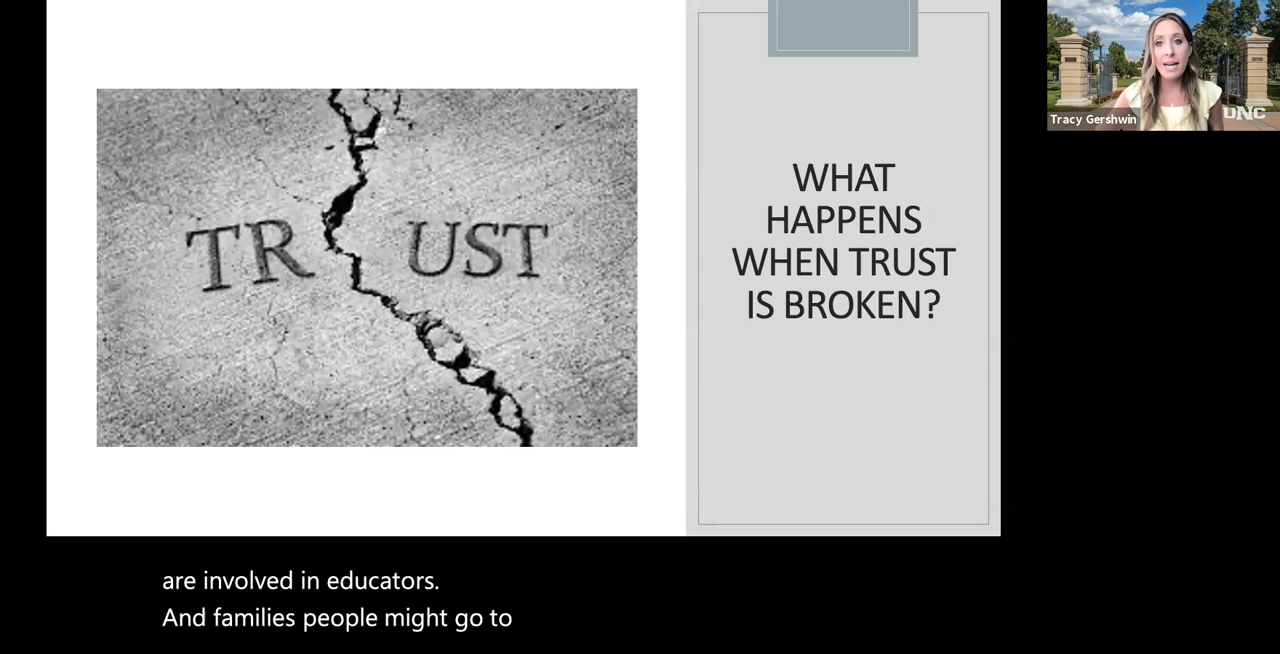 TR UST
WHAT
HAPPENS
WHEN TRUST
IS BROKEN?
Tracy Gershwin
UNC
are involved in educators.
And families people might go to